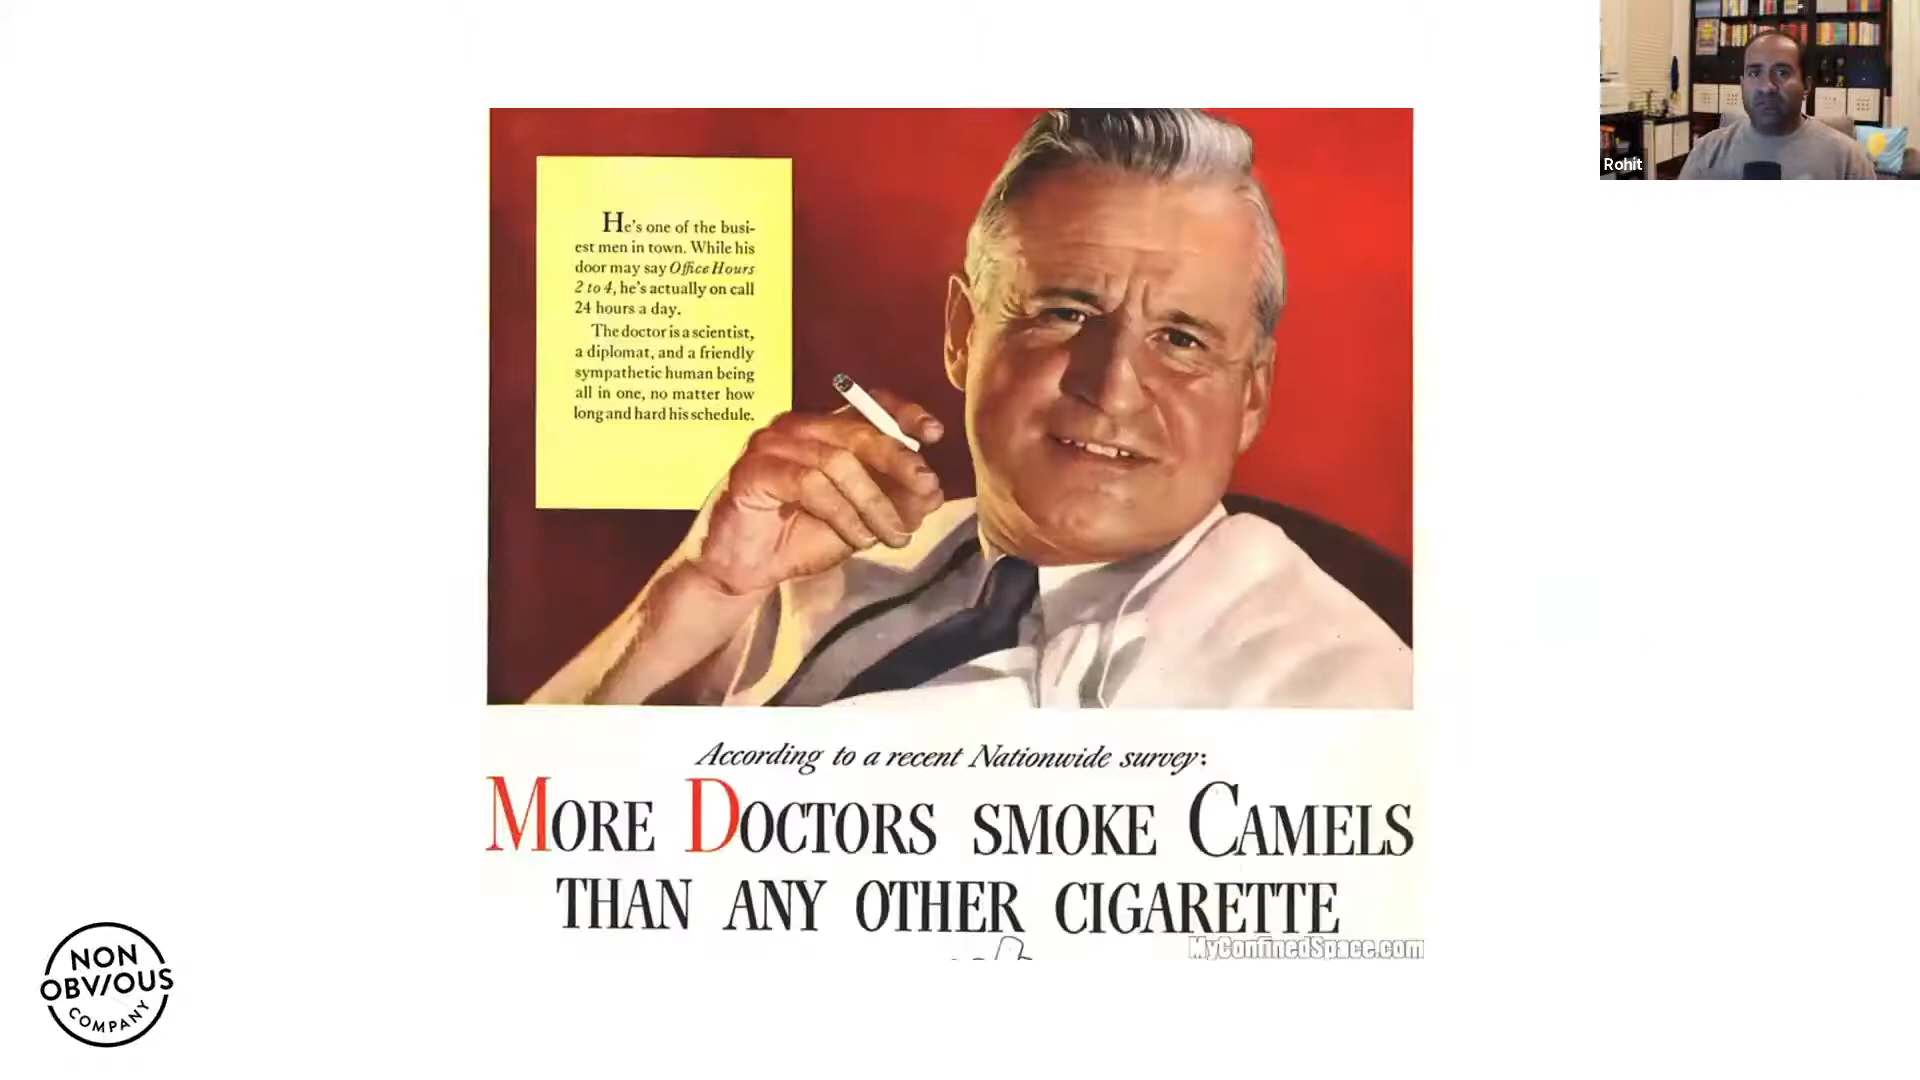 Rohit
He's one of the busi-
est men in town. While his
door may say Office Hours
2 to 4, he's actually on call
24 hours a day.
The doctor is a scientist,
a diplomat, and a friendly
sympathetic human being
all in one, no matter how
long and hard his schedule.
According to a recent Nationwide survey:
MORE DOCTORS SMOKE CAMELS
THAN ANY OTHER CIGARETTE
MyConfinedSpace.com
NON
OBV/OUS
COMPANY